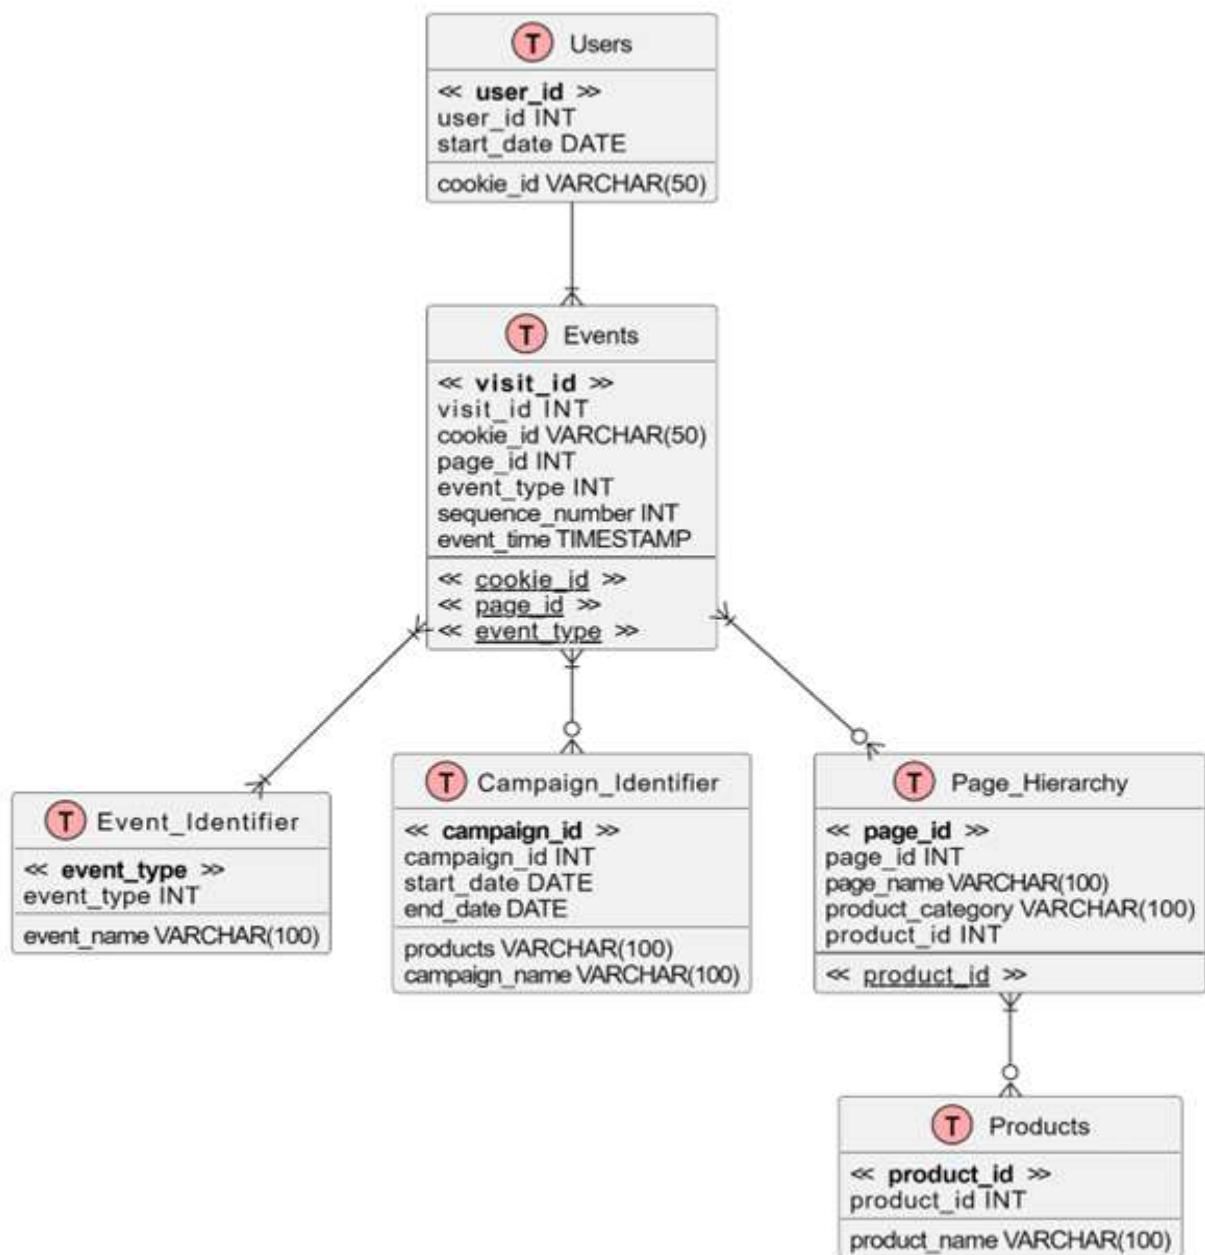 T Users
<< user_id >>
user_id INT
start_date DATE
cookie_id VARCHAR(50)
T Events
<< visit_id >>
visit_id INT
cookie_id VARCHAR(50)
page_id INT
event_type INT
sequence_number INT
event_time TIMESTAMP
<< cookie_id >>
<< page_id >>
<< event_type >>
T Event_Identifier
<< event_type >>
event_type INT
event_name VARCHAR(100)
T Campaign_Identifier
<< campaign_id >>
campaign_id INT
start_date DATE
end_date DATE
products VARCHAR(100)
campaign_name VARCHAR(100)
T Page_Hierarchy
<< page_id >>
page_id INT
page_name VARCHAR(100)
product_category VARCHAR(100)
product_id INT
<< product_id >>
T Products
<< product_id >>
product_id INT
product_name VARCHAR(100)